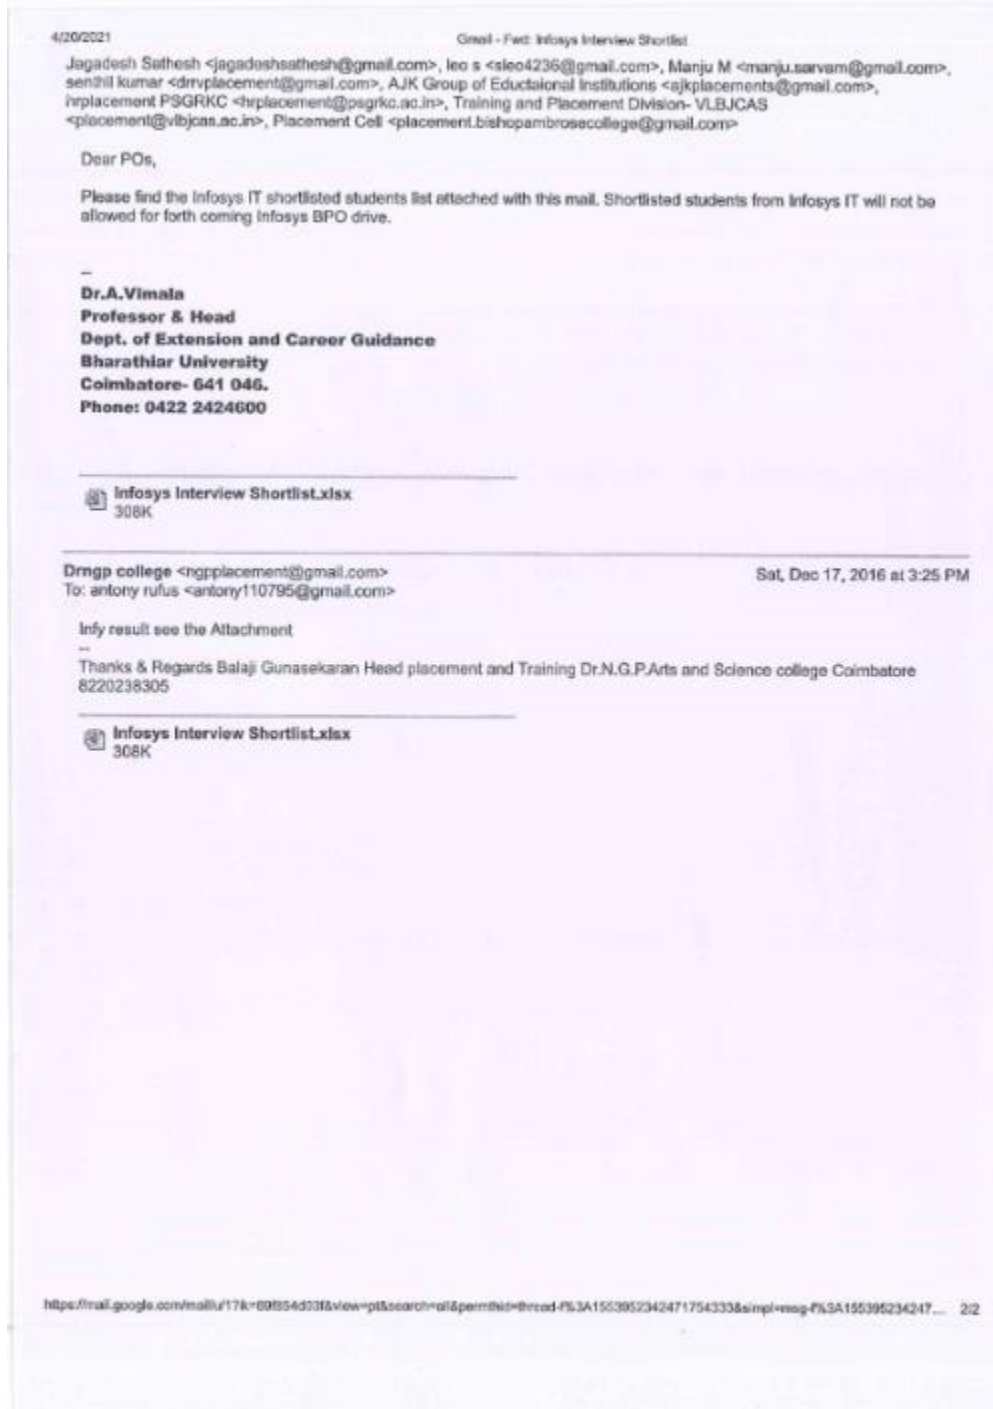 4/20/2021 Gmail - Fwd: Infosys Interview Shortlist
Jagadesh Sathesh <jagadeshsathesh@gmail.com>, leo s <sleo4236@gmail.com>, Manju M <manju.sarvam@gmail.com>,
senthil kumar <drrvplacement@gmail.com>, AJK Group of Eductaional Institutions <ajkplacements@gmail.com>,
hrplacement PSGRKC <hrplacement@psgrkc.ac.in>, Training and Placement Division- VLBJCAS
<placement@vlbjcas.ac.in>, Placement Cell <placement.bishopambrosecollege@gmail.com>
Dear POs,
Please find the Infosys IT shortlisted students list attached with this mail. Shortlisted students from Infosys IT will not be
allowed for forth coming Infosys BPO drive.
--
Dr.A.Vimala
Professor & Head
Dept. of Extension and Career Guidance
Bharathiar University
Coimbatore- 641 046.
Phone: 0422 2424600
Infosys Interview Shortlist.xlsx
308K
Drngp college <ngpplacement@gmail.com> Sat, Dec 17, 2016 at 3:25 PM
To: antony rufus <antony110795@gmail.com>
Infy result see the Attachment
--
Thanks & Regards Balaji Gunasekaran Head placement and Training Dr.N.G.P.Arts and Science college Coimbatore
8220238305
Infosys Interview Shortlist.xlsx
308K
2/2